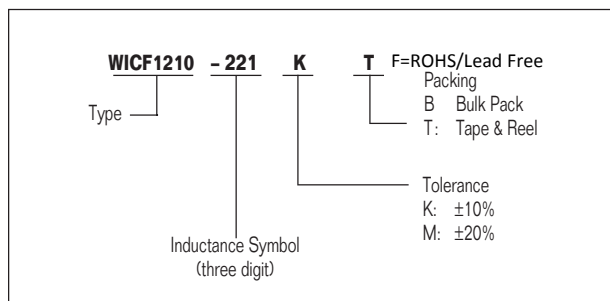 WICF1210 – 221 K T F=ROHS/Lead Free
Packing
B Bulk Pack
T: Tape & Reel
Type
Tolerance
K: ±10%
M: ±20%
Inductance Symbol
(three digit)